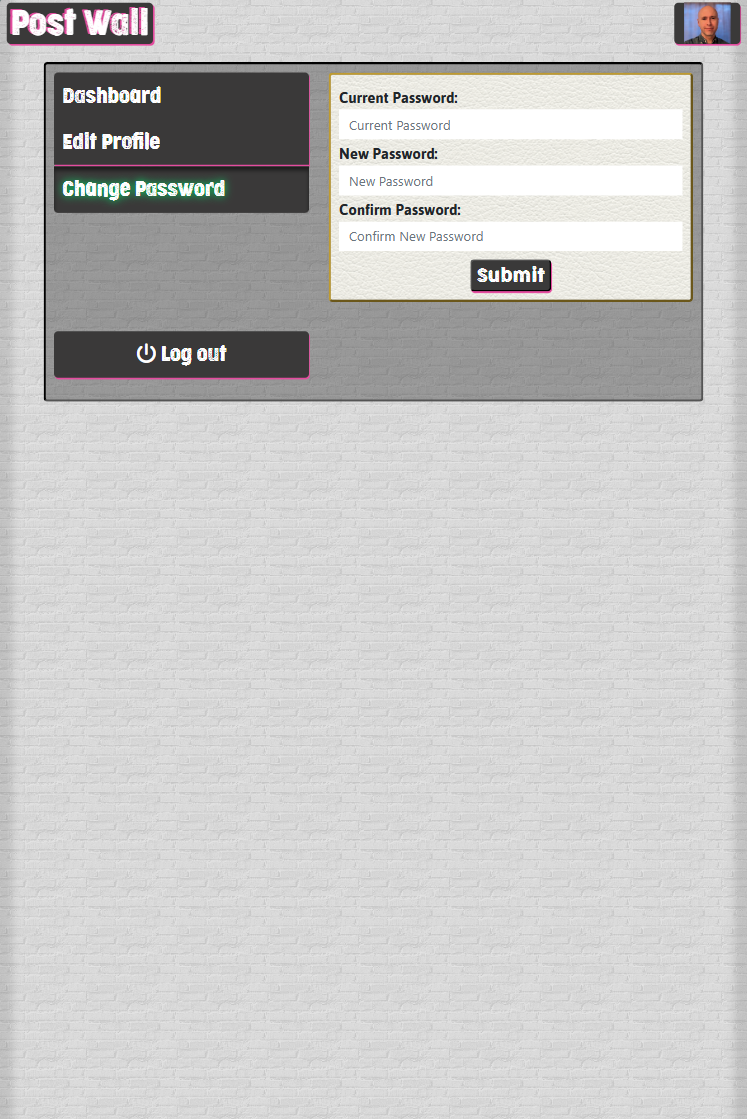 Post Wall
Dashboard
Edit Profile
Change Password
Log out
Current Password:
Current Password
New Password:
New Password
Confirm Password:
Confirm New Password
Submit